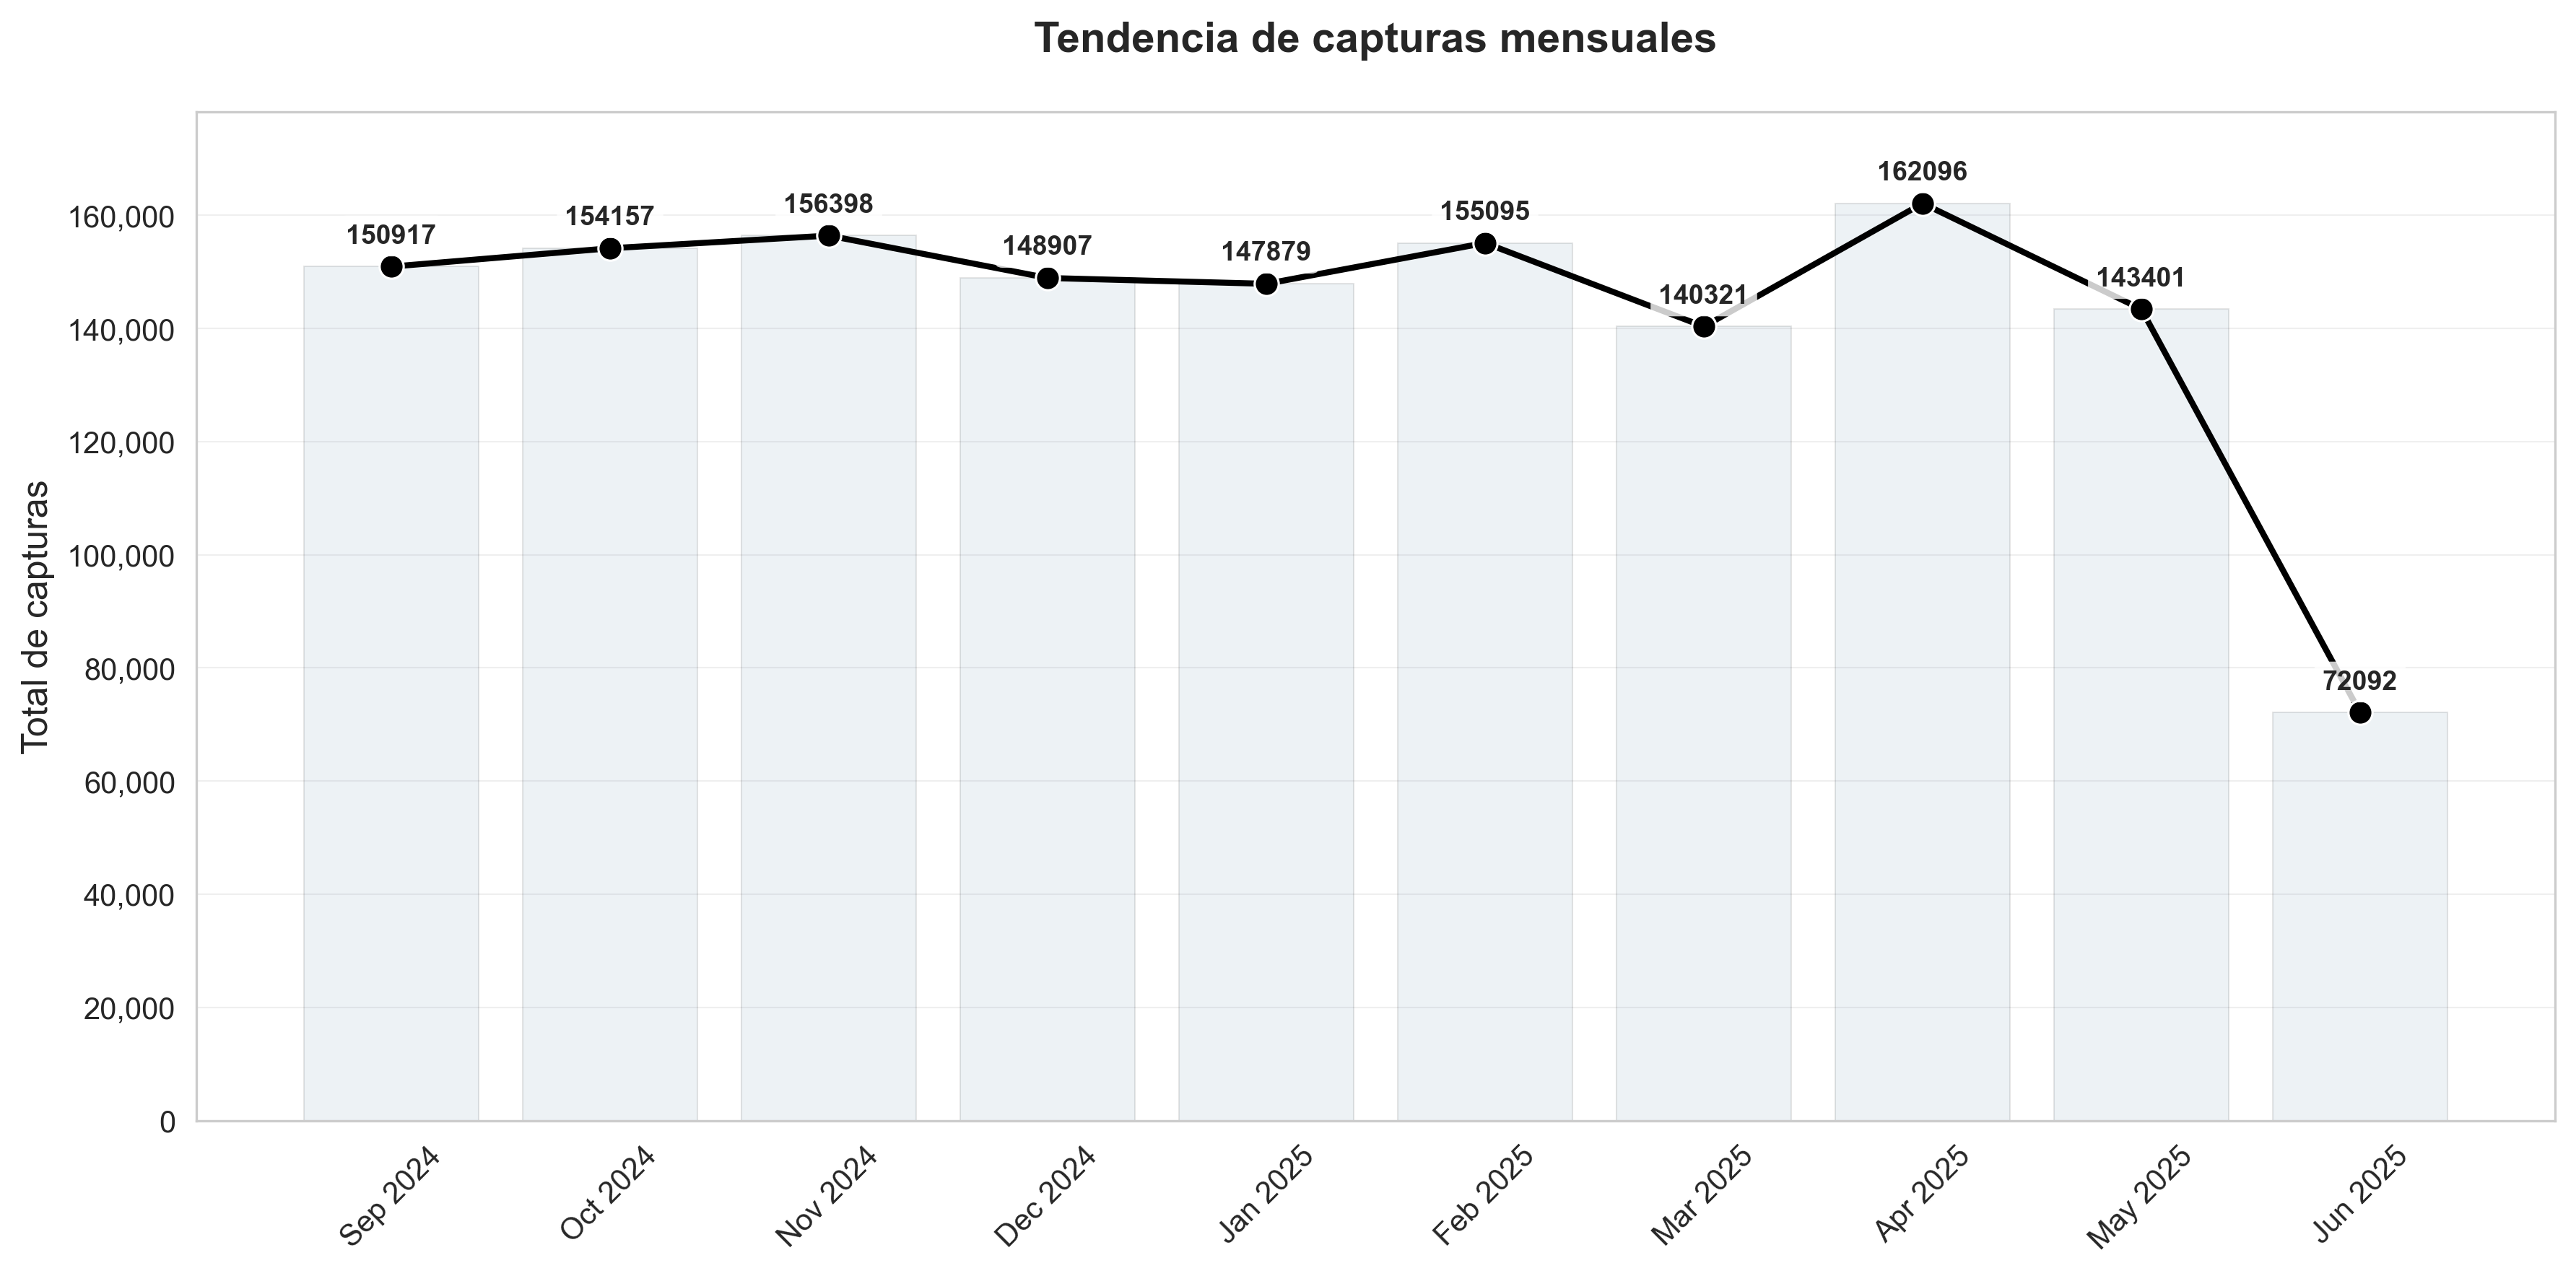 Tendencia de capturas mensuales
Total de capturas
160,000
140,000
120,000
100,000
80,000
60,000
40,000
20,000
0
150917
154157
156398
148907
147879
155095
140321
162096
143401
72092
Sep 2024
Oct 2024
Nov 2024
Dec 2024
Jan 2025
Feb 2025
Mar 2025
Apr 2025
May 2025
Jun 2025